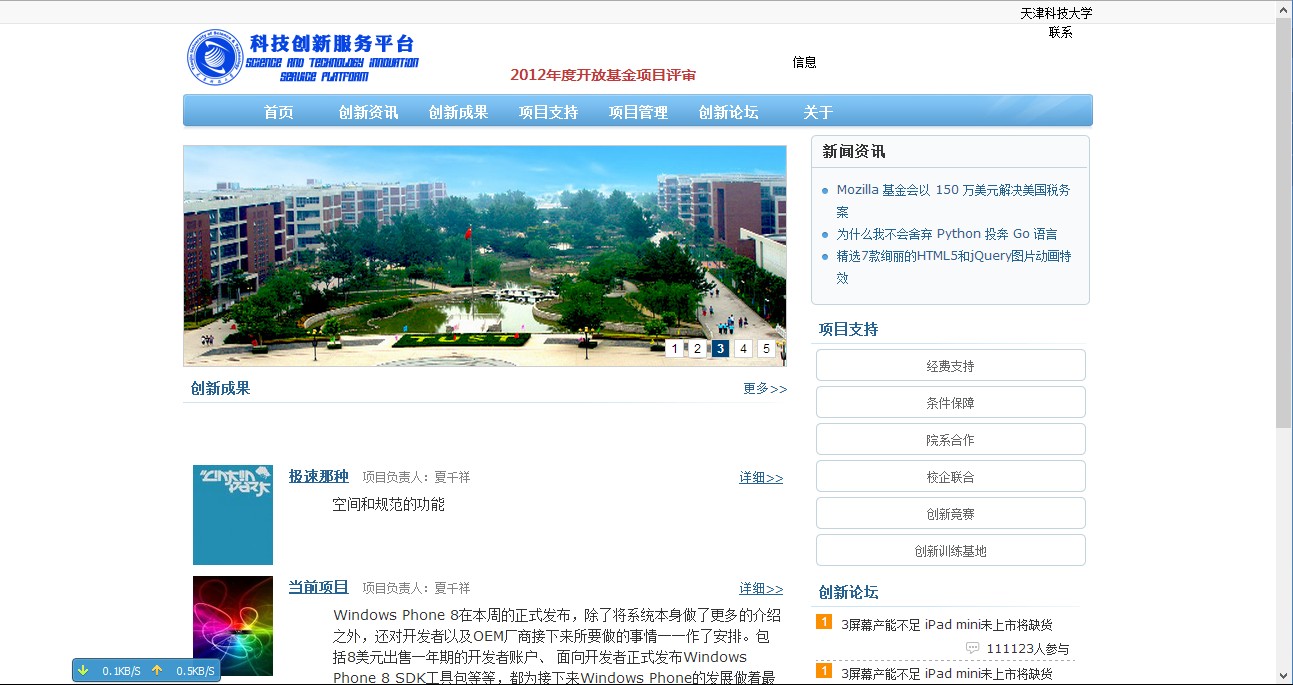 天津科技大学
联系
科技创新服务平台
SCIENCE AND TECHNOLOGY INNOVATION
SERVICE PLATFORM
信息
2012年度开放基金项目评审
首页 创新资讯 创新成果 项目支持 项目管理 创新论坛 关于
新闻资讯
Mozilla 基金会以 150 万美元解决美国税务
案
为什么我不会舍弃 Python 投奔 Go 语言
精选7款绚丽的HTML5和jQuery图片动画特
效
TUST
1 2 3 4 5
项目支持
经费支持
条件保障
院系合作
校企联合
创新竞赛
创新训练基地
创新成果 更多>>
LINKIN
PARK
极速那种 项目负责人：夏千祥 详细>>
空间和规范的功能
当前项目 项目负责人：夏千祥 详细>>
Windows Phone 8在本周的正式发布，除了将系统本身做了更多的介绍
之外，还对开发者以及OEM厂商接下来所要做的事情一一作了安排。包
括8美元出售一年期的开发者账户、 面向开发者正式发布Windows
Phone 8 SDK工具包等等，都为接下来Windows Phone的发展做着最
创新论坛
1 3屏幕产能不足 iPad mini未上市将缺货
111123人参与
1 3屏幕产能不足 iPad mini未上市将缺货
0.1KB/S 0.5KB/S